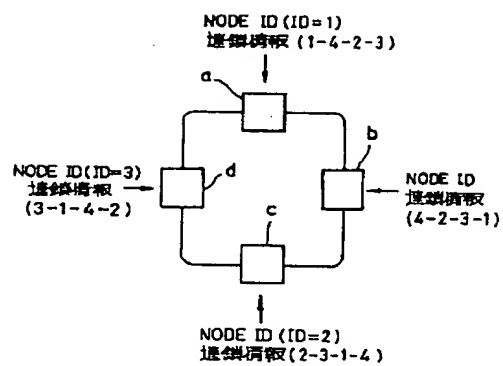 NODE ID(ID=1)
連鎖情報(1-4-2-3)
a
b
NODE ID(ID=3)
連鎖情報
(3-1-4-2)
d
NODE ID
連鎖情報
(4-2-3-1)
c
NODE ID(ID=2)
連鎖情報(2-3-1-4)